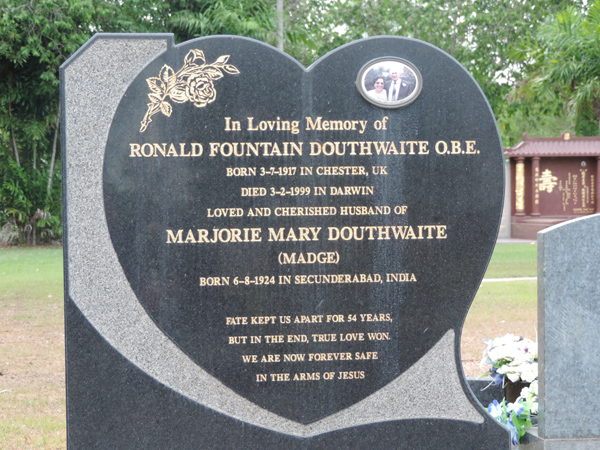 In Loving Memory of
RONALD FOUNTAIN DOUTHWAITE O.B.E.
BORN 3-7-1917 IN CHESTER, UK
DIED 3-2-1999 IN DARWIN
LOVED AND CHERISHED HUSBAND OF
MARJORIE MARY DOUTHWAITE
(MADGE)
BORN 6-8-1924 IN SECUNDERABAD, INDIA
FATE KEPT US APART FOR 54 YEARS,
BUT IN THE END, TRUE LOVE WON.
WE ARE NOW FOREVER SAFE
IN THE ARMS OF JESUS